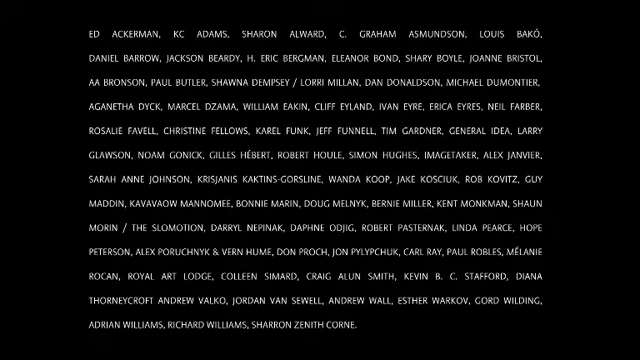 ED ACKERMAN, KC ADAMS, SHARON ALWARD, C. GRAHAM ASMUNDSON, LOUIS BAKÓ,
DANIEL BARROW, JACKSON BEARDY, H. ERIC BERGMAN, ELEANOR BOND, SHARY BOYLE, JOANNE BRISTOL,
AA BRONSON, PAUL BUTLER, SHAWNA DEMPSEY / LORRI MILLAN, DAN DONALDSON, MICHAEL DUMONTIER,
AGANETHA DYCK, MARCEL DZAMA, WILLIAM EAKIN, CLIFF EYLAND, IVAN EYRE, ERICA EYRES, NEIL FARBER,
ROSALIE FAVELL, CHRISTINE FELLOWS, KAREL FUNK, JEFF FUNNELL, TIM GARDNER, GENERAL IDEA, LARRY
GLAWSON, NOAM GONICK, GILLES HÉBERT, ROBERT HOULE, SIMON HUGHES, IMAGETAKER, ALEX JANVIER,
SARAH ANNE JOHNSON, KRISJANIS KAKTINS-GORSLINE, WANDA KOOP, JAKE KOSCIUK, ROB KOVITZ, GUY
MADDIN, KAVAVAOW MANNOMEE, BONNIE MARIN, DOUG MELNYK, BERNIE MILLER, KENT MONKMAN, SHAUN
MORIN / THE SLOMOTION, DARRYL NEPINAK, DAPHNE ODJIG, ROBERT PASTERNAK, LINDA PEARCE, HOPE
PETERSON, ALEX PORUCHNYK & VERN HUME, DON PROCH, JON PYLYPCHUK, CARL RAY, PAUL ROBLES, MÉLANIE
ROCAN, ROYAL ART LODGE, COLLEEN SIMARD, CRAIG ALUN SMITH, KEVIN B. C. STAFFORD, DIANA
THORNEYCROFT ANDREW VALKO, JORDAN VAN SEWELL, ANDREW WALL, ESTHER WARKOV, GORD WILDING,
ADRIAN WILLIAMS, RICHARD WILLIAMS, SHARRON ZENITH CORNE.